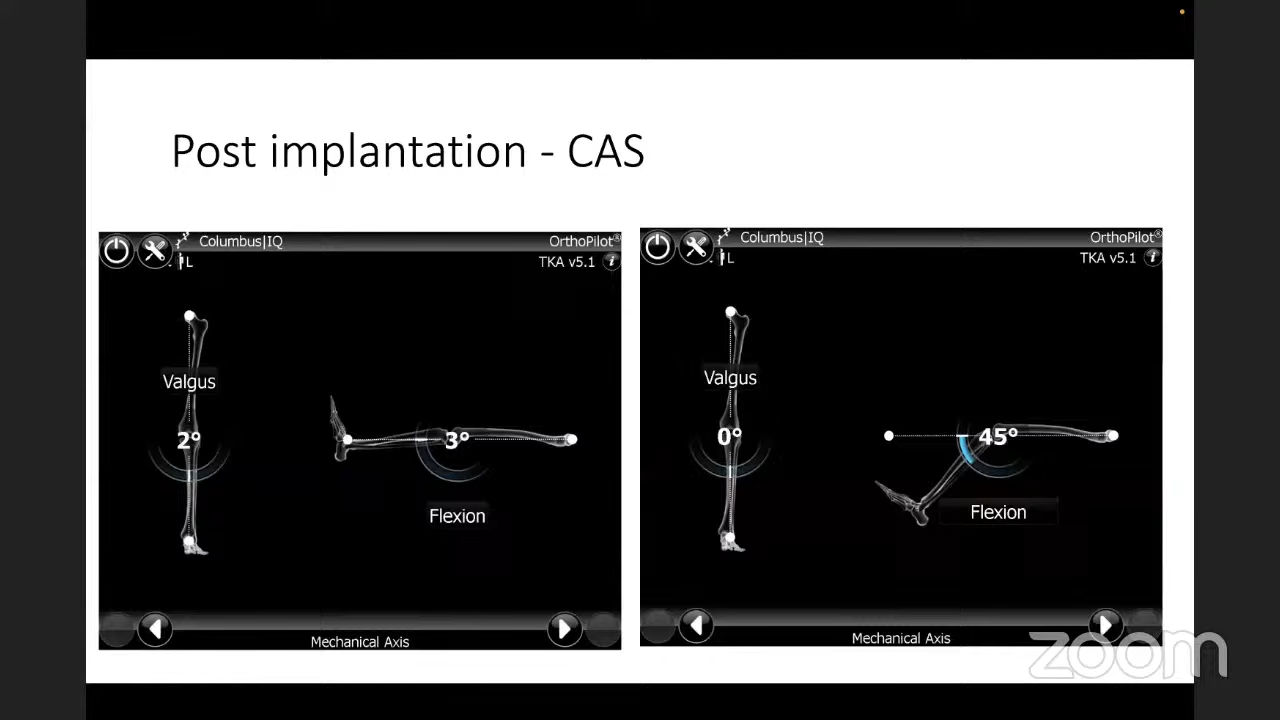 Post implantation - CAS
Columbus|IQ
OrthoPilot®
L
TKA v5.1
i
Valgus
2°
3°
Flexion
Mechanical Axis
Columbus|IQ
OrthoPilot®
L
TKA v5.1
i
Valgus
0°
45°
Flexion
Mechanical Axis
zoom